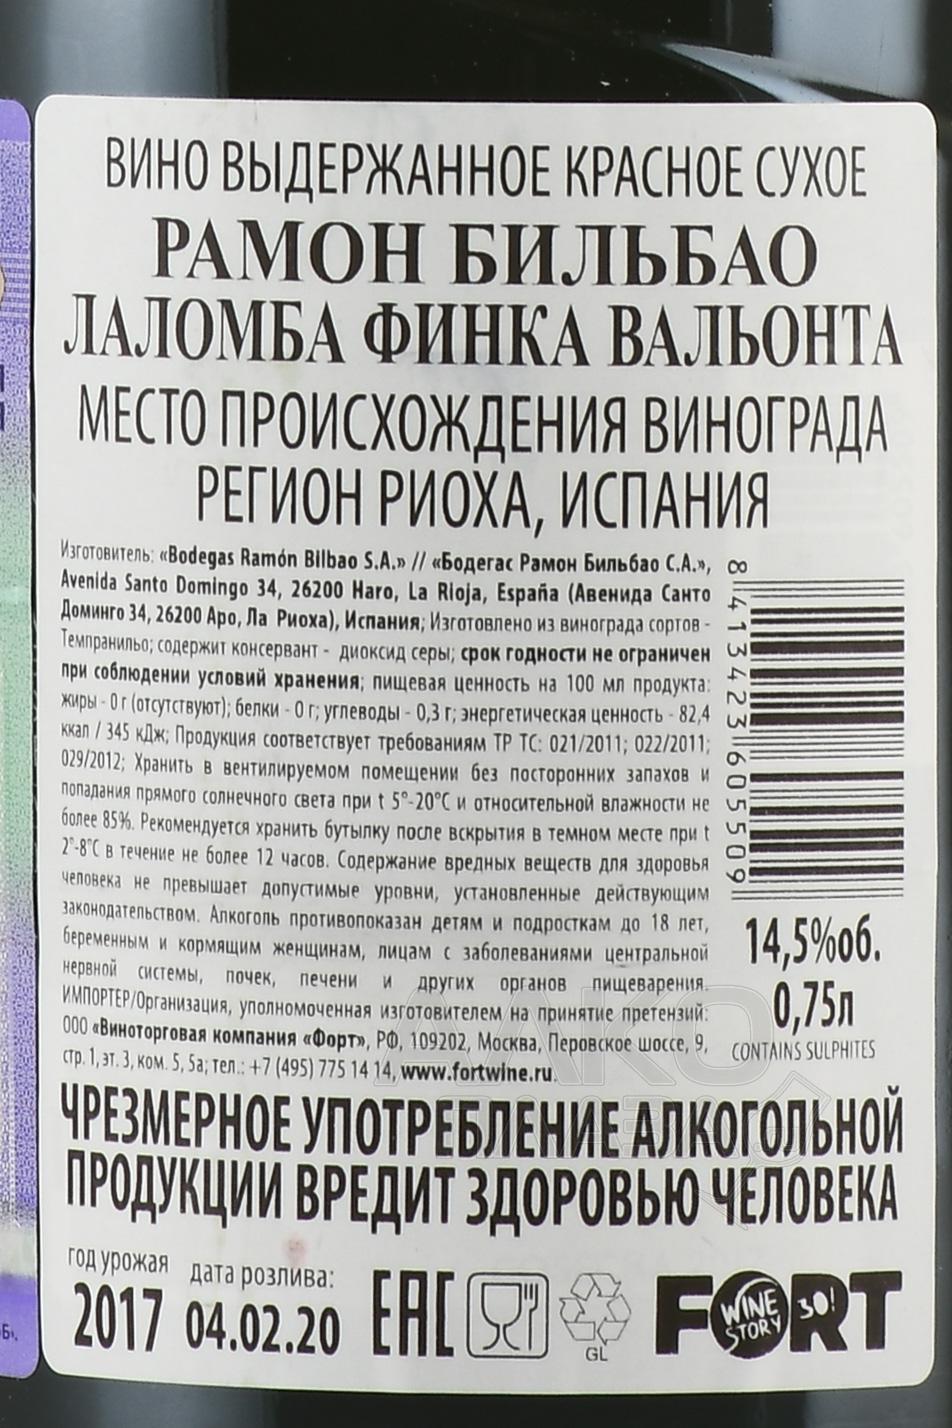 ВИНО ВЫДЕРЖАННОЕ КРАСНОЕ СУХОЕ
РАМОН БИЛЬБАО
ЛАЛОМБА ФИНКА ВАЛЬОНТА
МЕСТО ПРОИСХОЖДЕНИЯ ВИНОГРАДА
РЕГИОН РИОХА, ИСПАНИЯ
Изготовитель: «Bodegas Ramón Bilbao S.A.» // «Бодегас Рамон Бильбао С.А.»,
Avenida Santo Domingo 34, 26200 Haro, La Rioja, España (Авенида Санто
Доминго 34, 26200 Аро, Ла Риоха), Испания; Изготовлено из винограда сортов -
Темпранильо; содержит консервант - диоксид серы; срок годности не ограничен
при соблюдении условий хранения; пищевая ценность на 100 мл продукта:
жиры - 0 г (отсутствуют); белки - 0 г; углеводы - 0,3 г; энергетическая ценность - 82,4
ккал / 345 кДж; Продукция соответствует требованиям ТР ТС: 021/2011; 022/2011;
029/2012; Хранить в вентилируемом помещении без посторонних запахов и
попадания прямого солнечного света при t 5°-20°С и относительной влажности не
более 85%. Рекомендуется хранить бутылку после вскрытия в темном месте при t
2°-8°С в течение не более 12 часов. Содержание вредных веществ для здоровья
человека не превышает допустимые уровни, установленные действующим
законодательством. Алкоголь противопоказан детям и подросткам до 18 лет,
беременным и кормящим женщинам, лицам с заболеваниями центральной
нервной системы, почек, печени и других органов пищеварения.
ИМПОРТЕР/Организация, уполномоченная изготовителем на принятие претензий:
ООО «Виноторговая компания «Форт», РФ, 109202, Москва, Перовское шоссе, 9,
стр. 1, эт. 3, ком. 5, 5а; тел.: +7 (495) 775 14 14, www.fortwine.ru.
8 413423 605509
14,5%об.
0,75л
CONTAINS SULPHITES
ЧРЕЗМЕРНОЕ УПОТРЕБЛЕНИЕ АЛКОГОЛЬНОЙ
ПРОДУКЦИИ ВРЕДИТ ЗДОРОВЬЮ ЧЕЛОВЕКА
год урожая
2017
дата розлива:
04.02.20
EAC
GL
FORT
WINE STORY
30!